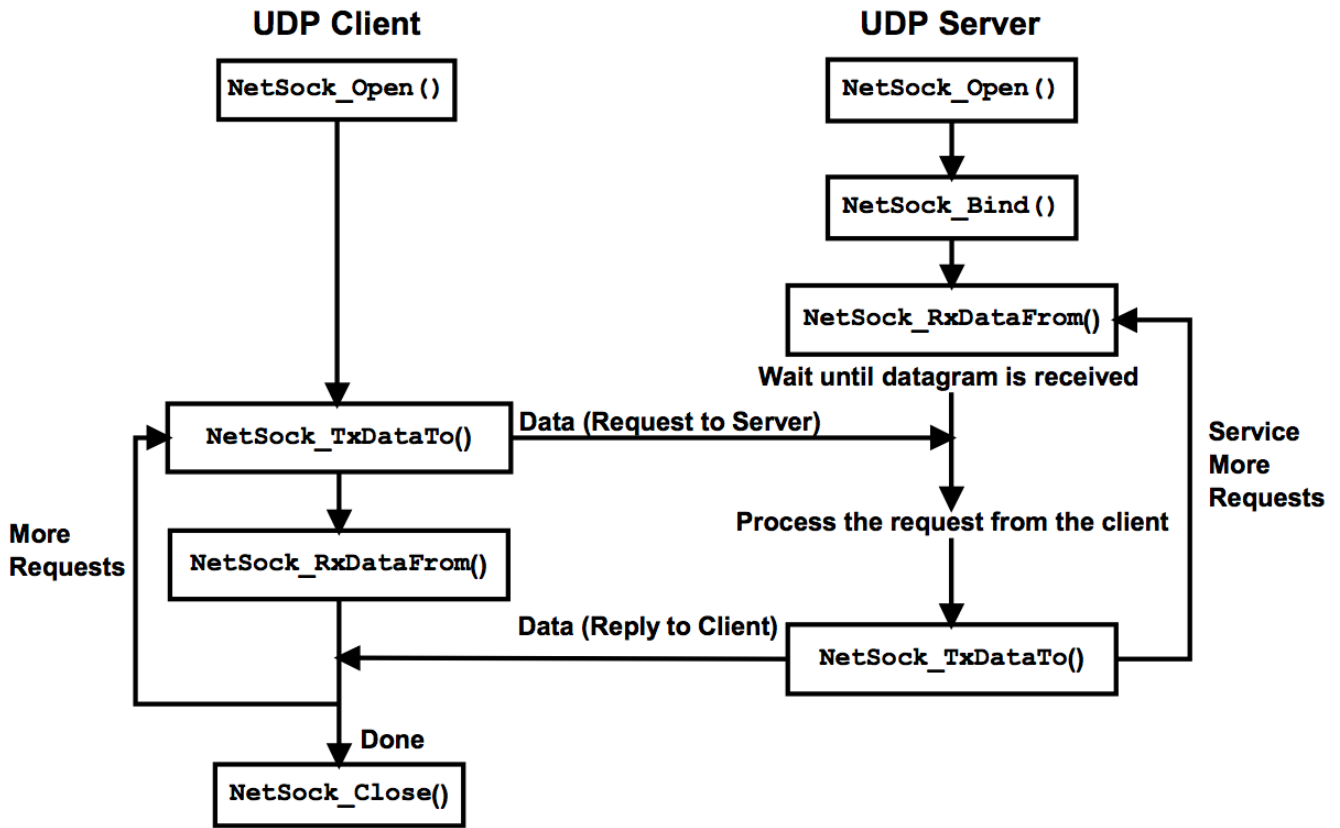 UDP Client
UDP Server
NetSock_Open()
NetSock_Open()
NetSock_Bind()
NetSock_RxDataFrom()
Wait until datagram is received
NetSock_TxDataTo()
Data (Request to Server)
Service
More
Requests
Process the request from the client
More
Requests
NetSock_RxDataFrom()
Data (Reply to Client)
NetSock_TxDataTo()
Done
NetSock_Close()